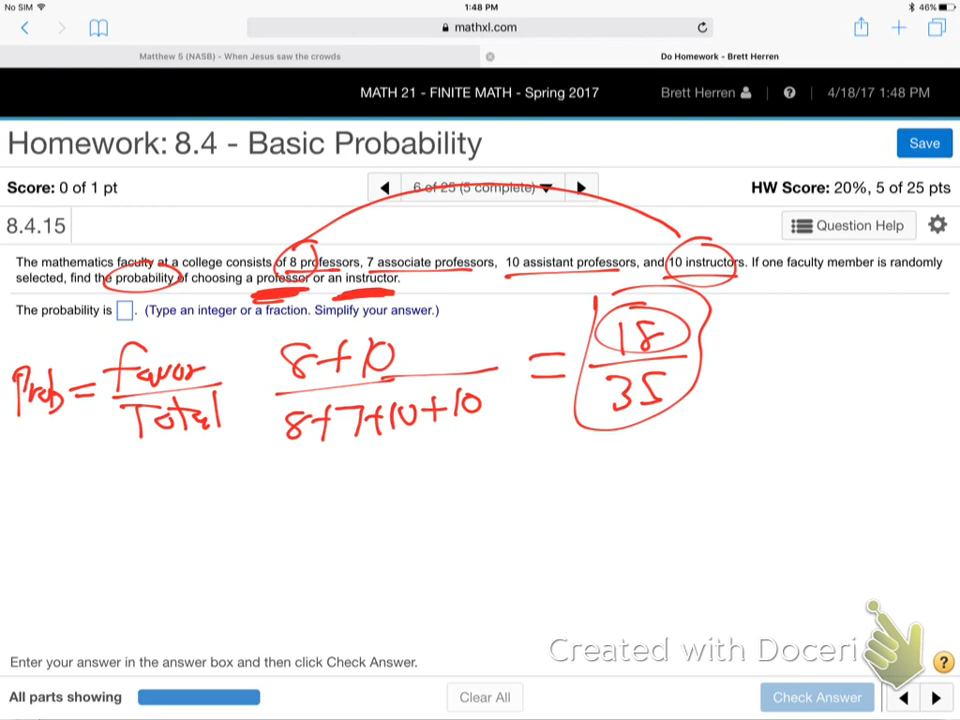 No SIM 1:48 PM 46%
mathxl.com
Matthew 5 (NASB) - When Jesus saw the crowds Do Homework - Brett Herren
MATH 21 - FINITE MATH - Spring 2017 Brett Herren ? 4/18/17 1:48 PM
Homework: 8.4 - Basic Probability Save
Score: 0 of 1 pt 6 of 25 (5 complete) HW Score: 20%, 5 of 25 pts
8.4.15 Question Help
The mathematics faculty at a college consists of 8 professors, 7 associate professors, 10 assistant professors, and 10 instructors. If one faculty member is randomly
selected, find the probability of choosing a professor or an instructor.
The probability is . (Type an integer or a fraction. Simplify your answer.)
Prob = favor / Total 8+10 / 8+7+10+10 = 18 / 35
Created with Doceri
Enter your answer in the answer box and then click Check Answer. ?
All parts showing Clear All Check Answer